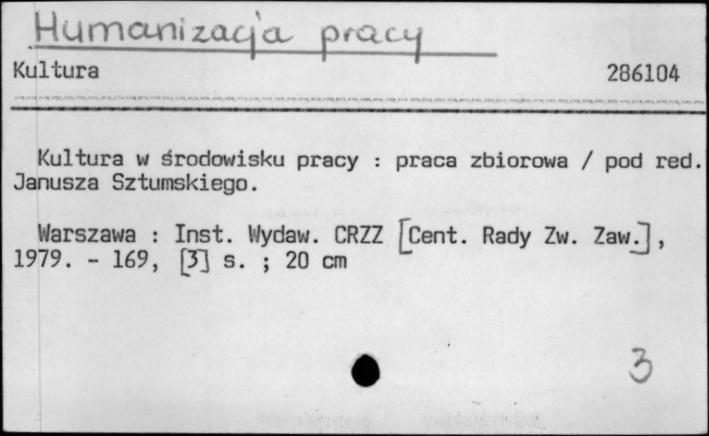 Humanizacja pracy
Kultura 286104
Kultura w środowisku pracy : praca zbiorowa / pod red.
Janusza Sztumskiego.
Warszawa : Inst. Wydaw. CRZZ [Cent. Rady Zw. Zaw.],
1979. - 169, [3] s. ; 20 cm
3